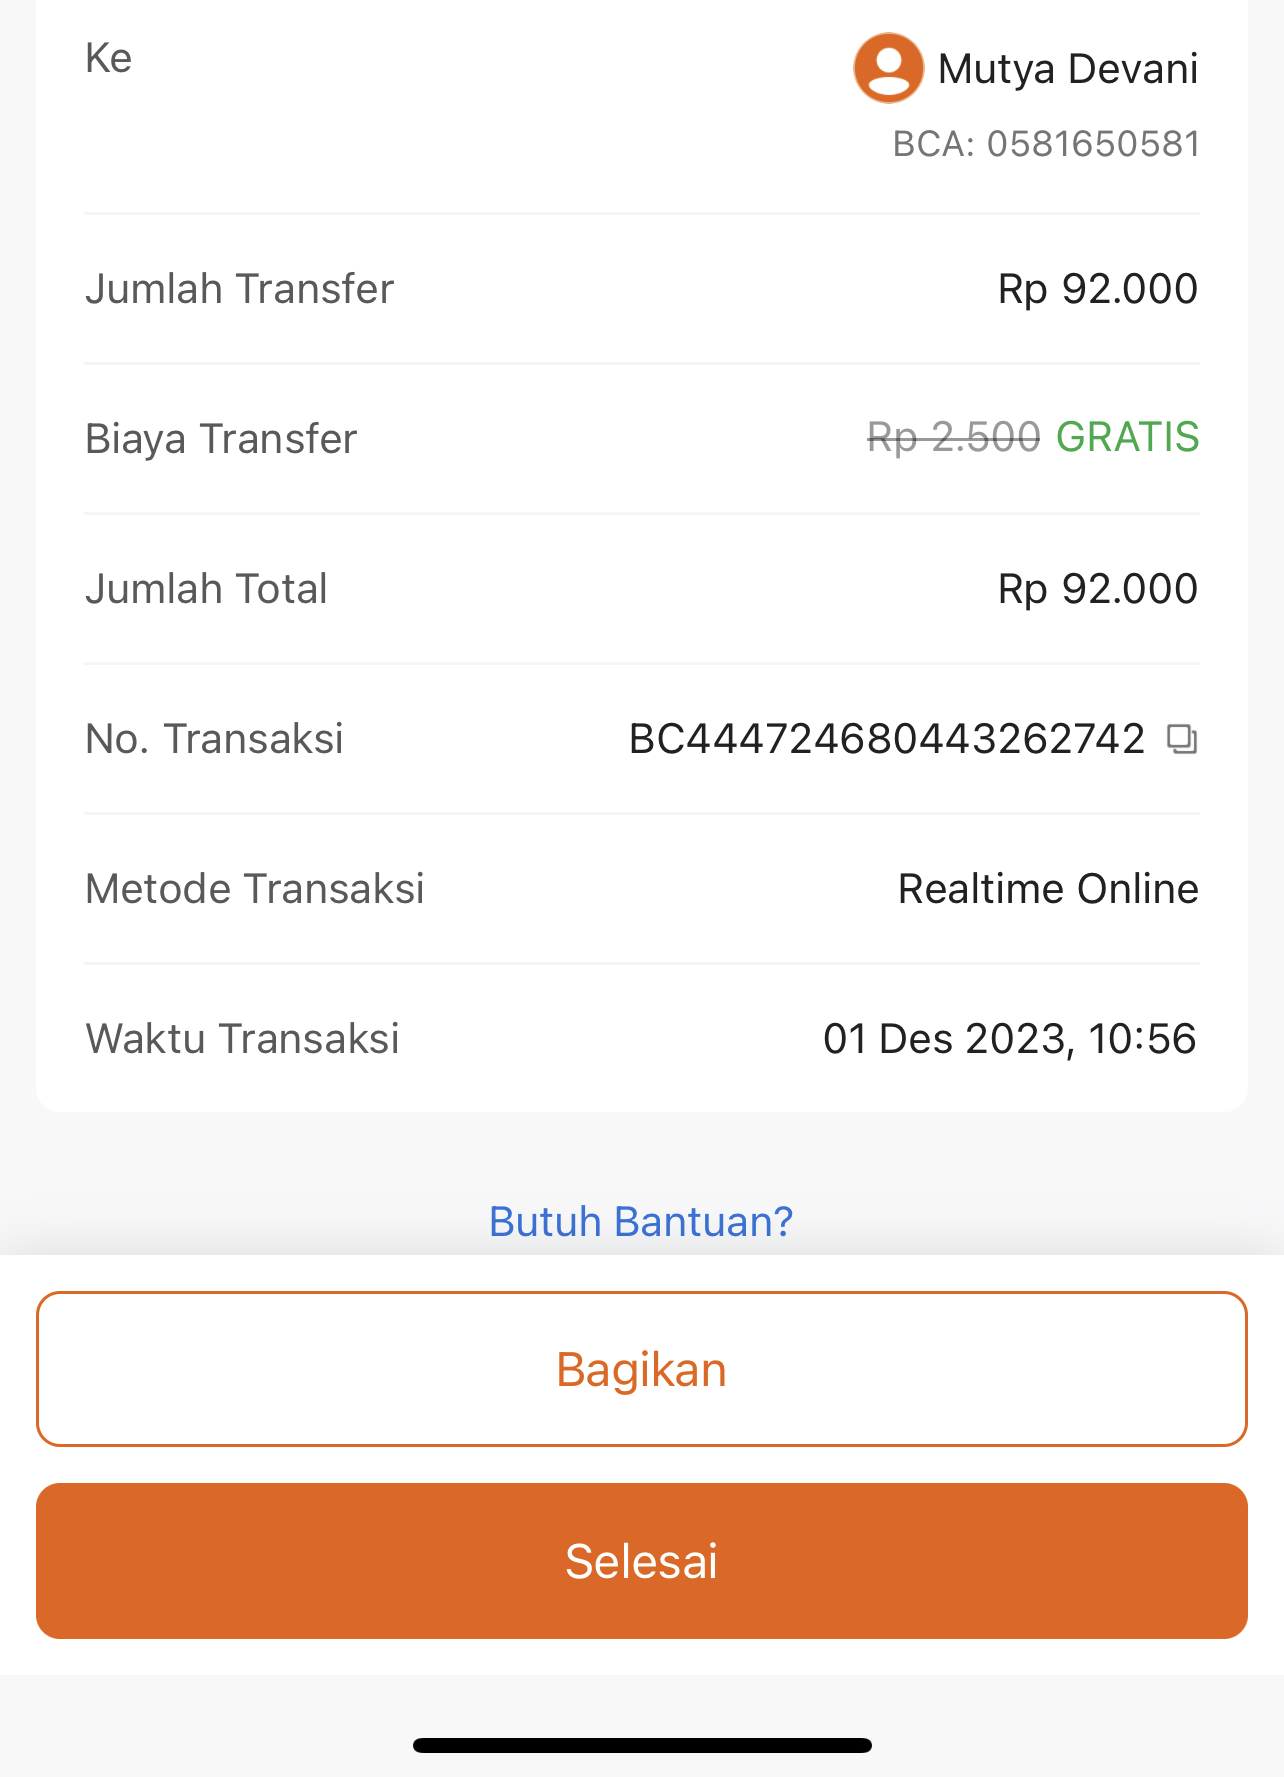 Ke
Mutya Devani
BCA: 0581650581
Jumlah Transfer Rp 92.000
Biaya Transfer Rp 2.500 GRATIS
Jumlah Total Rp 92.000
No. Transaksi BC444724680443262742
Metode Transaksi Realtime Online
Waktu Transaksi 01 Des 2023, 10:56
Butuh Bantuan?
Bagikan
Selesai